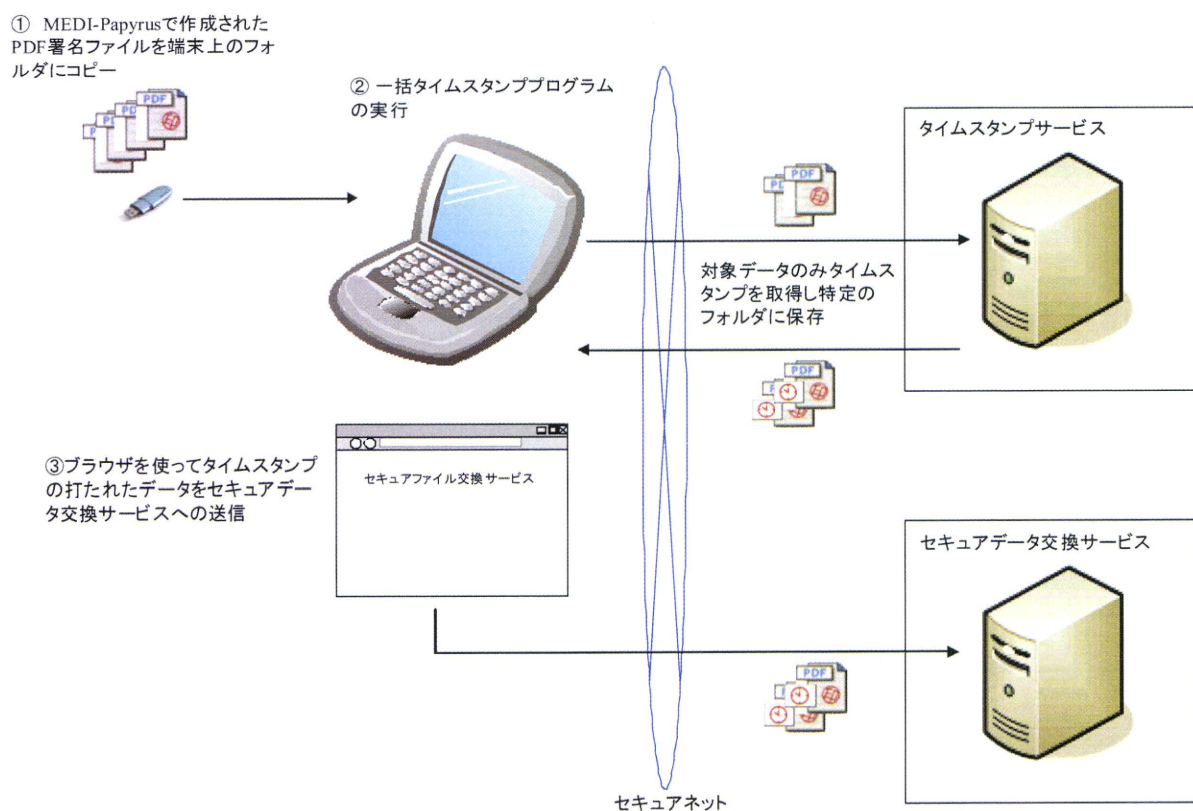 ① MEDI-Papyrusで作成された
PDF署名ファイルを端末上のフォ
ルダにコピー
PDF
PDF
PDF
② 一括タイムスタンププログラム
の実行
タイムスタンプサービス
PDF
PDF
対象データのみタイムス
タンプを取得し特定の
フォルダに保存
PDF
③ブラウザを使ってタイムスタンプ
の打たれたデータをセキュアデー
タ交換サービスへの送信
セキュアファイル交換サービス
セキュアデータ交換サービス
PDF
セキュアネット